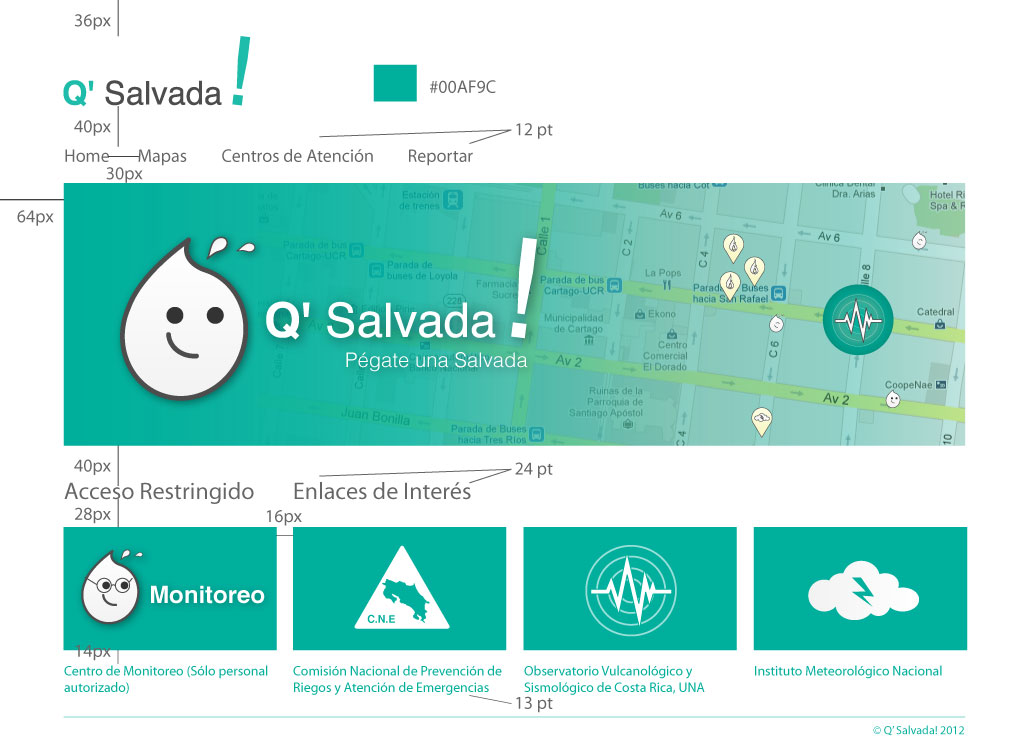 36px
Q' Salvada !
#00AF9C
40px
12 pt
Home
Mapas
Centros de Atención
Reportar
30px
64px
Estación
de trenes
Buses hacia Cot
Clínica Dental
Dra. Arias
Hotel Ri
Spa & R
Av 6
Av 6
Calle 1
C 2
C 4
Calle 8
Parada de bus
Cartago-UCR
Parada de
buses de Loyola
Parada de bus
Cartago-UCR
La Pops
Parada de Buses
hacia San Rafael
Farmacia
Sucre
228
Ekono
Catedral
Q' Salvada !
Pégate una Salvada
Municipalidad
de Cartago
Centro
Comercial
El Dorado
C 6
Av 2
Av 2
CoopeNae
Ruinas de la
Parroquia de
Santiago Apóstol
Juan Bonilla
Parada de Buses
hacia Tres Ríos
C 4
10
40px
24 pt
Acceso Restringido
Enlaces de Interés
28px
16px
Monitoreo
C.N.E
14px
Centro de Monitoreo (Sólo personal
autorizado)
Comisión Nacional de Prevención de
Riegos y Atención de Emergencias
Observatorio Vulcanológico y
Sismológico de Costa Rica, UNA
Instituto Meteorológico Nacional
13 pt
© Q' Salvada! 2012